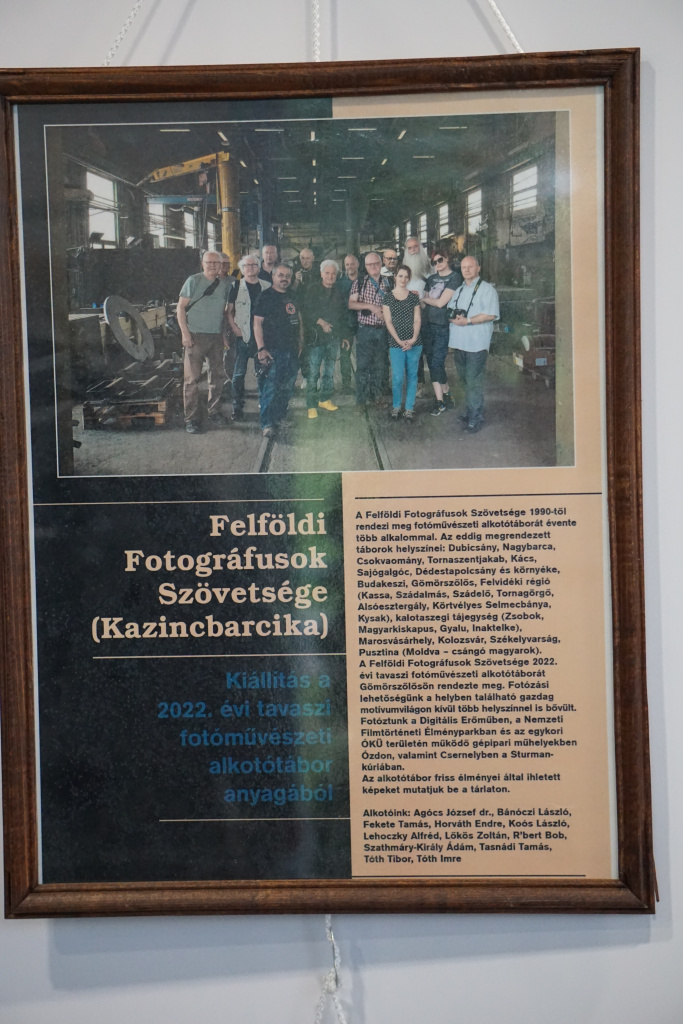 Felföldi
Fotográfusok
Szövetsége
(Kazincbarcika)
Kiállítás a
2022. évi tavaszi
fotóművészeti
alkotótábor
anyagából
A Felföldi Fotográfusok Szövetsége 1990-től
rendezi meg fotóművészeti alkotótáborát évente
több alkalommal. Az eddig megrendezett
táborok helyszínei: Dubicsány, Nagybarca,
Csokvaomány, Tornaszentjakab, Kács,
Sajógalgóc, Dédestapolcsány és környéke,
Budakeszi, Gömörszőlős, Felvidéki régió
(Kassa, Szádalmás, Szádelő, Tornagörgő,
Alsóesztergály, Körtvélyes Selmecbánya,
Kysak), kalotaszegi tájegység (Zsobok,
Magyarkiskapus, Gyalu, Inaktelke),
Marosvásárhely, Kolozsvár, Székelyvarság,
Pusztina (Moldva – csángó magyarok).
A Felföldi Fotográfusok Szövetsége 2022.
évi tavaszi fotóművészeti alkotótáborát
Gömörszőlősön rendezte meg. Fotózási
lehetőségünk a helyben található gazdag
motívumvilágon kívül több helyszínnel is bővült.
Fotóztunk a Digitális Erőműben, a Nemzeti
Filmtörténeti Élményparkban és az egykori
ÓKÜ területén működő gépipari műhelyekben
Ózdon, valamint Csernelyben a Sturman-
kúriában.
Az alkotótábor friss élményei által ihletett
képeket mutatjuk be a tárlaton.
Alkotóink: Agócs József dr., Bánóczi László,
Fekete Tamás, Horváth Endre, Koós László,
Lehoczky Alfréd, Lőkös Zoltán, R'bert Bob,
Szathmáry-Király Ádám, Tasnádi Tamás,
Tóth Tibor, Tóth Imre